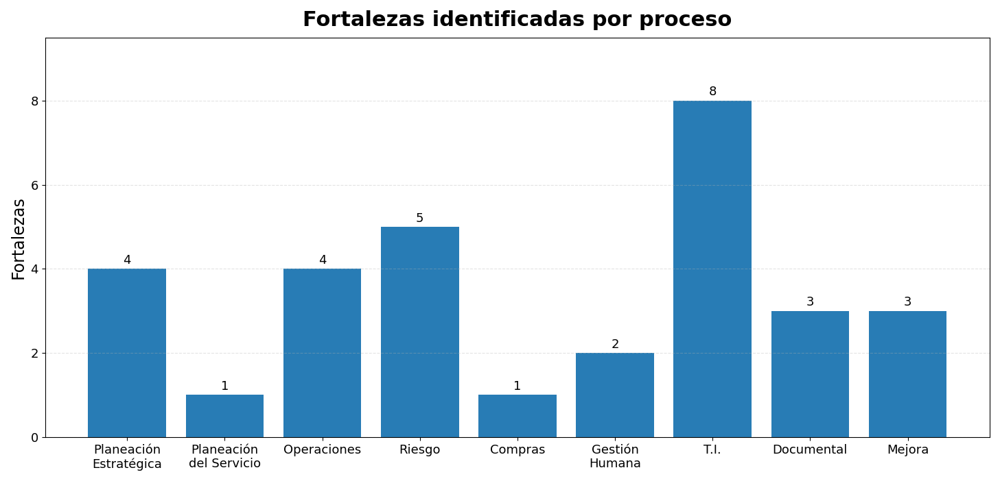 Fortalezas identificadas por proceso
Fortalezas
8
6
4
2
0
4
1
4
5
1
2
8
3
3
Planeación
Estratégica
Planeación
del Servicio
Operaciones
Riesgo
Compras
Gestión
Humana
T.I.
Documental
Mejora